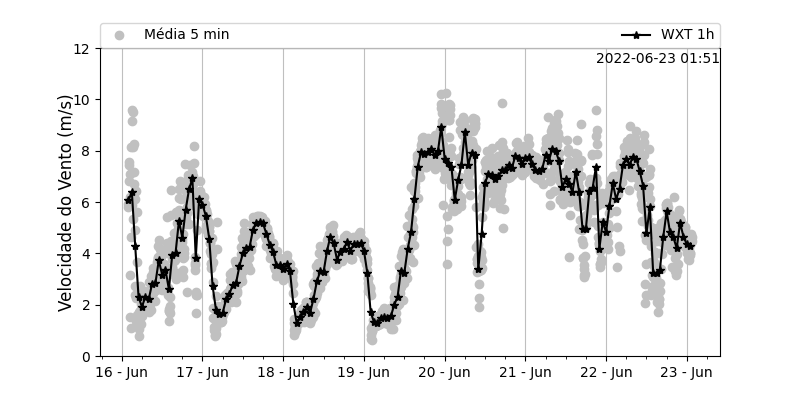 Média 5 min
WXT 1h
2022-06-23 01:51
Velocidade do Vento (m/s)
12
10
8
6
4
2
0
16 - Jun 17 - Jun 18 - Jun 19 - Jun 20 - Jun 21 - Jun 22 - Jun 23 - Jun